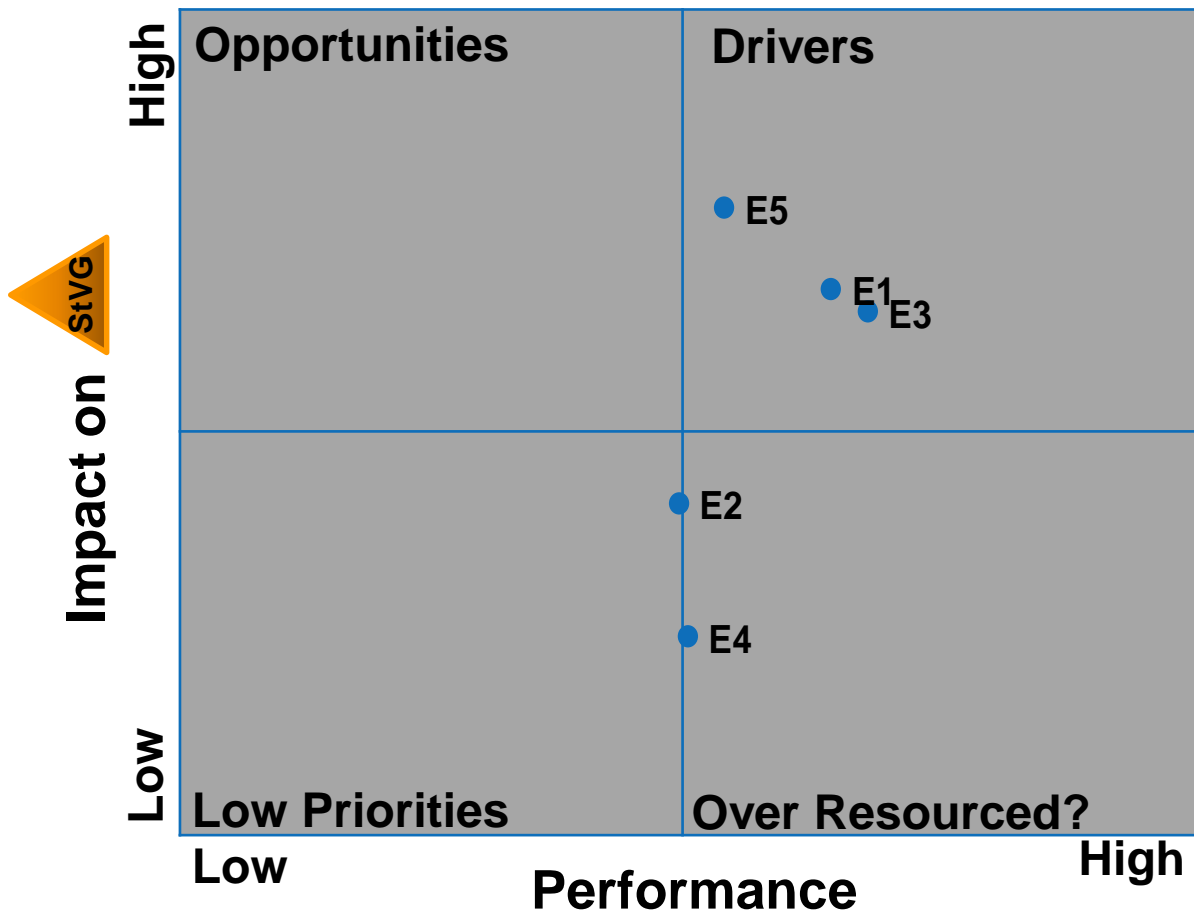 High
Opportunities
Drivers
E5
StVG
E1
E3
Impact on
E2
E4
Low
Low Priorities
Over Resourced?
Low
High
Performance